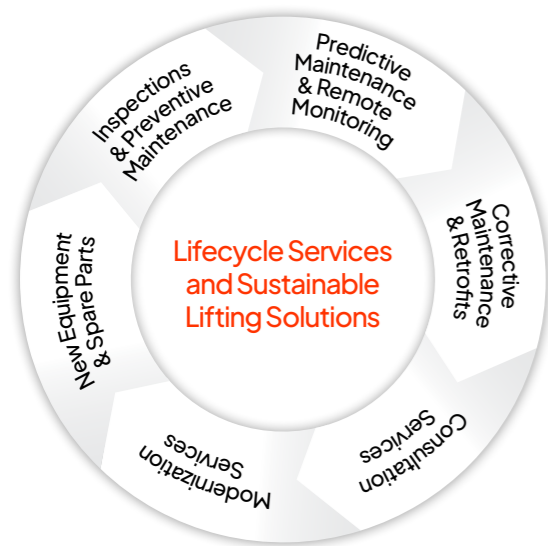 Predictive
Maintenance
& Remote
Monitoring
Corrective
Maintenance
& Retrofits
Consultation
Services
Modernization
Services
New Equipment
& Spare Parts
Inspections
& Preventive
Maintenance
Lifecycle Services
and Sustainable
Lifting Solutions